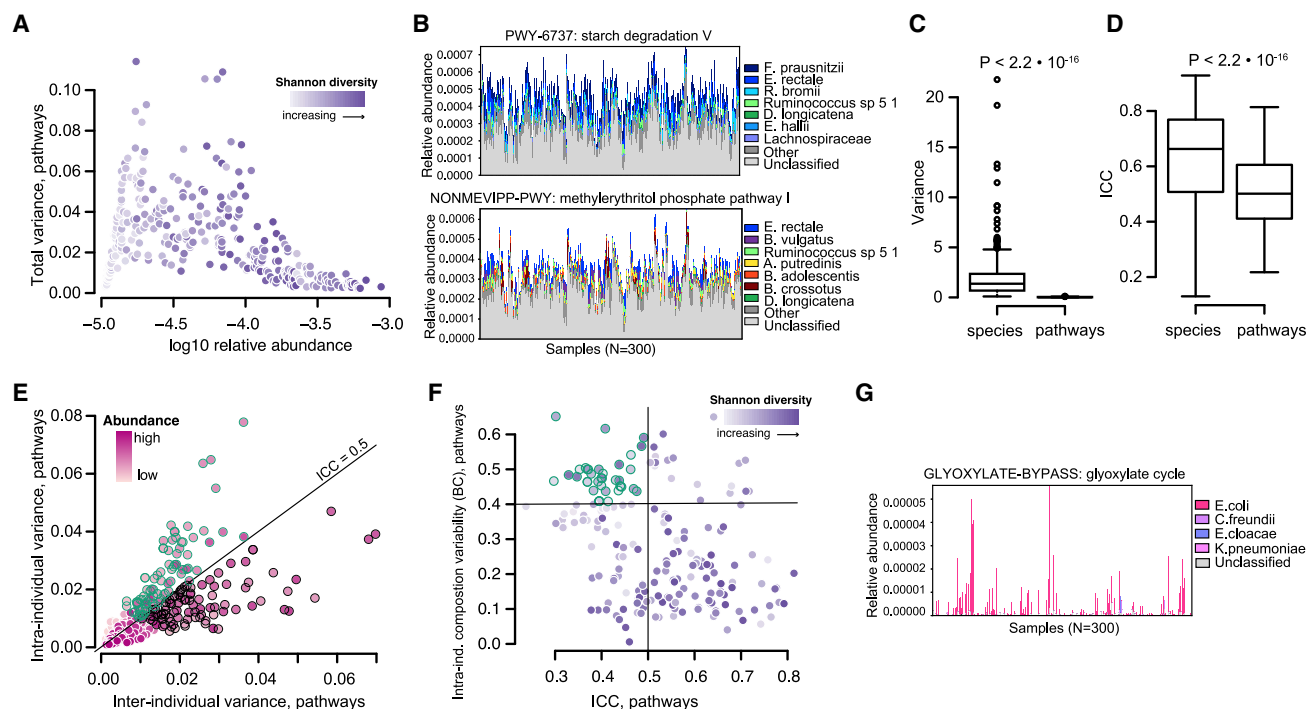 A
Total variance, pathways
0.10
0.08
0.06
0.04
0.02
0.00
Shannon diversity
increasing →
−5.0 −4.5 −4.0 −3.5 −3.0
log10 relative abundance
B
PWY-6737: starch degradation V
Relative abundance
0.0007
0.0006
0.0005
0.0004
0.0003
0.0002
0.0001
0.0000
F. prausnitzii
E. rectale
R. bromii
Ruminococcus sp 5 1
D. longicatena
E. hallii
Lachnospiraceae
Other
Unclassified
NONMEVIPP-PWY: methylerythritol phosphate pathway I
Relative abundance
0.0006
0.0005
0.0004
0.0003
0.0002
0.0001
0.0000
E. rectale
B. vulgatus
Ruminococcus sp 5 1
A. putredinis
B. adolescentis
B. crossotus
D. longicatena
Other
Unclassified
Samples (N=300)
C
P < 2.2 • 10-16
Variance
20
15
10
5
0
species pathways
D
P < 2.2 • 10-16
ICC
0.8
0.6
0.4
0.2
species pathways
E
Intra-individual variance, pathways
0.08
0.06
0.04
0.02
0.00
Abundance
high
low
ICC = 0.5
0.00 0.02 0.04 0.06
Inter-individual variance, pathways
F
Intra-ind. compostion variability (BC), pathways
0.6
0.5
0.4
0.3
0.2
0.1
0.0
Shannon diversity
increasing →
0.3 0.4 0.5 0.6 0.7 0.8
ICC, pathways
G
GLYOXYLATE-BYPASS: glyoxylate cycle
Relative abundance
0.00005
0.00004
0.00003
0.00002
0.00001
0.00000
E.coli
C.freundii
E.cloacae
K.pneumoniae
Unclassified
Samples (N=300)